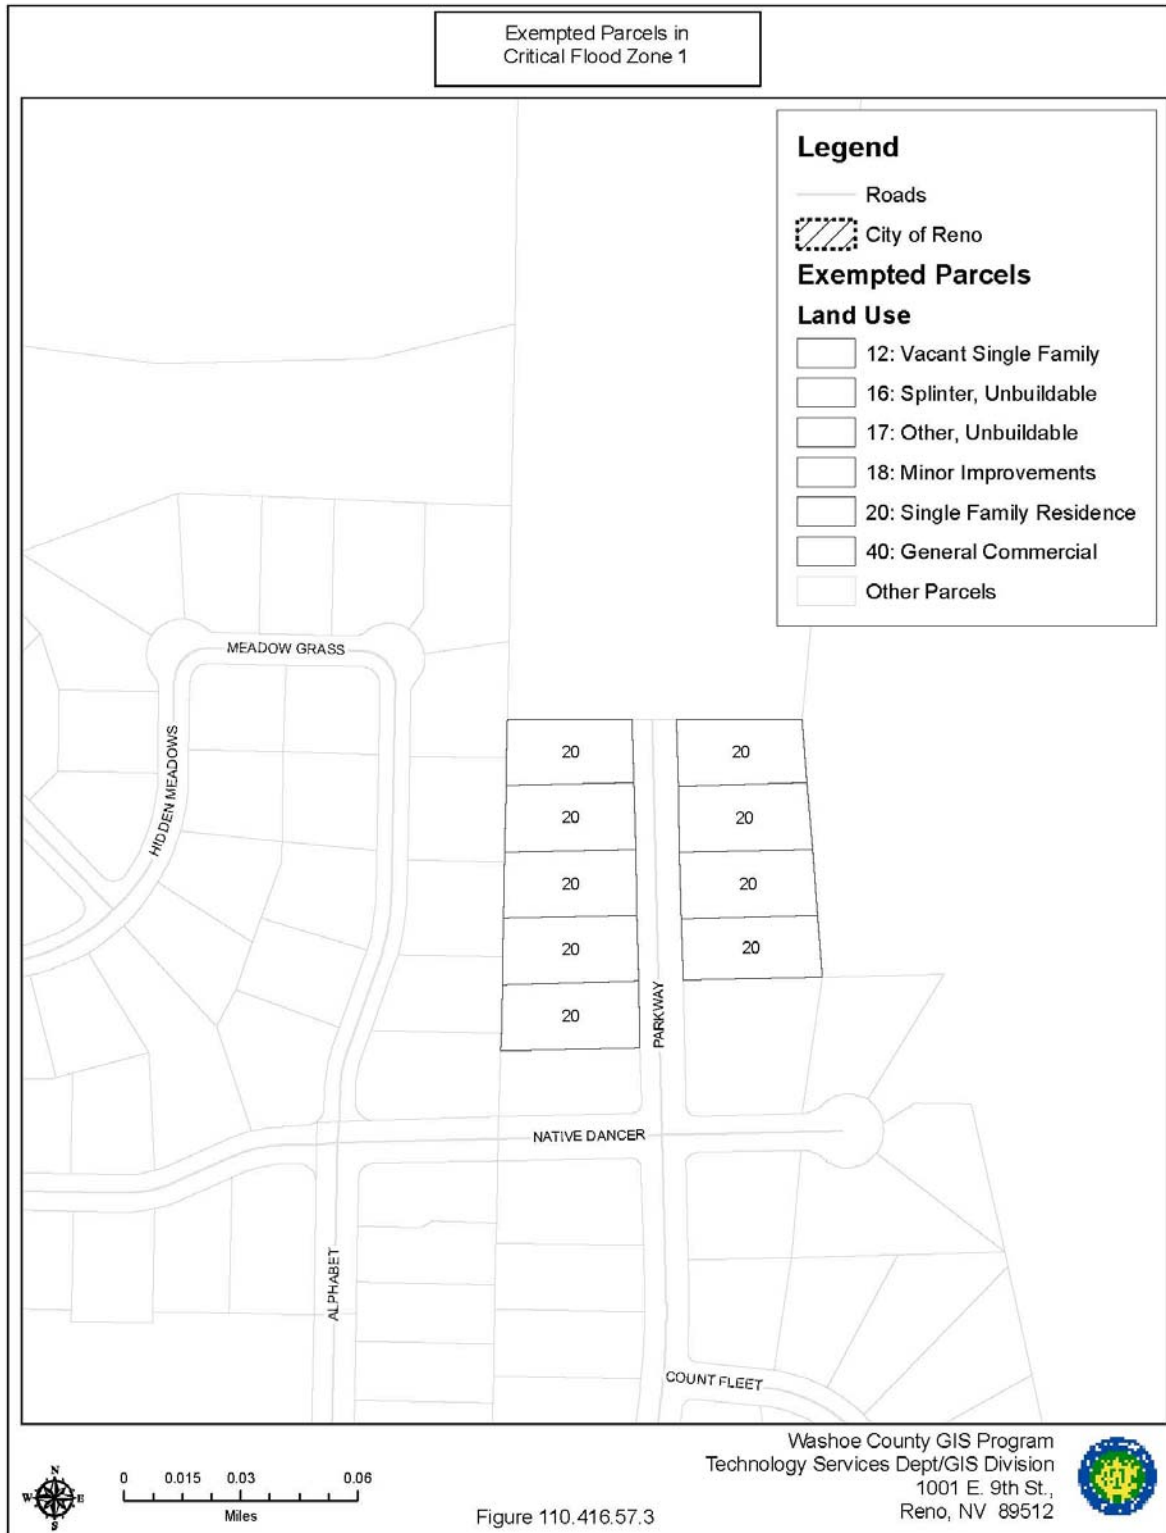 Exempted Parcels in
Critical Flood Zone 1
Legend
Roads
City of Reno
Exempted Parcels
Land Use
12: Vacant Single Family
16: Splinter, Unbuildable
17: Other, Unbuildable
18: Minor Improvements
20: Single Family Residence
40: General Commercial
Other Parcels
MEADOW GRASS
HIDDEN MEADOWS
20
20
20
20
20
20
20
20
20
PARKWAY
NATIVE DANCER
ALPHABET
COUNT FLEET
N
W E
S
0 0.015 0.03 0.06
Miles
Figure 110.416.57.3
Washoe County GIS Program
Technology Services Dept/GIS Division
1001 E. 9th St.,
Reno, NV 89512